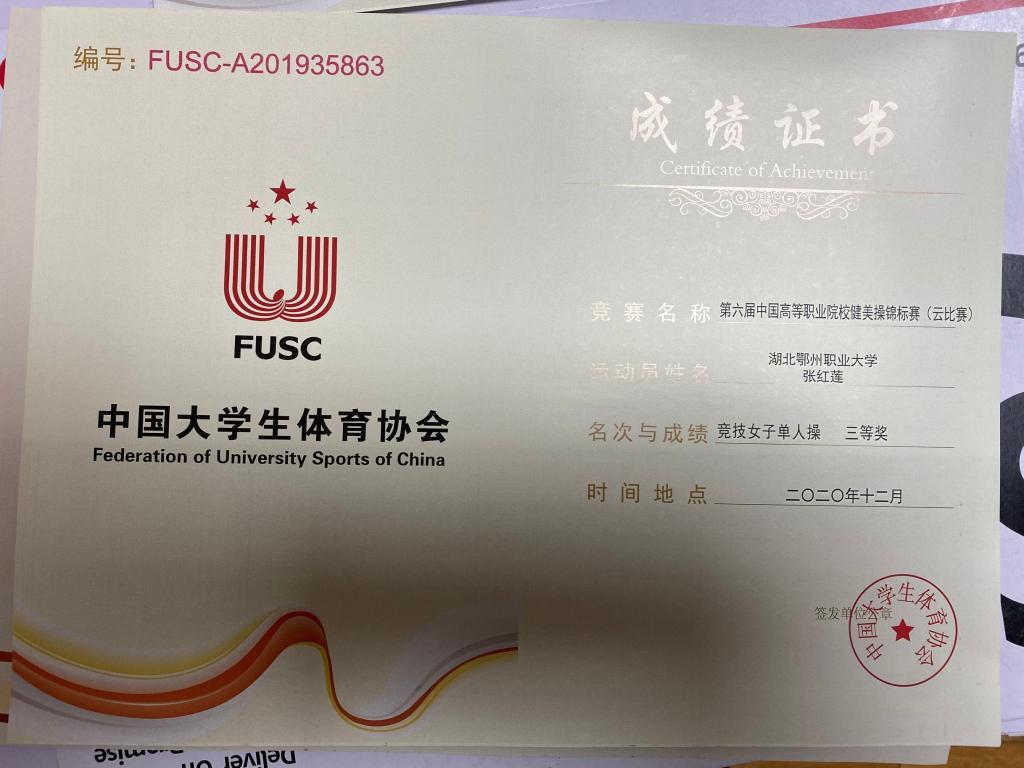 编号：FUSC-A201935863
FUSC
中国大学生体育协会
Federation of University Sports of China
成绩证书
Certificate of Achievement
竞赛名称 第六届中国高等职业院校健美操锦标赛（云比赛）
运动员姓名 湖北鄂州职业大学
张红莲
名次与成绩 竞技女子单人操 三等奖
时间地点 二〇二〇年十二月
签发单位公章
中国大学生体育协会
Deliver On
Promise